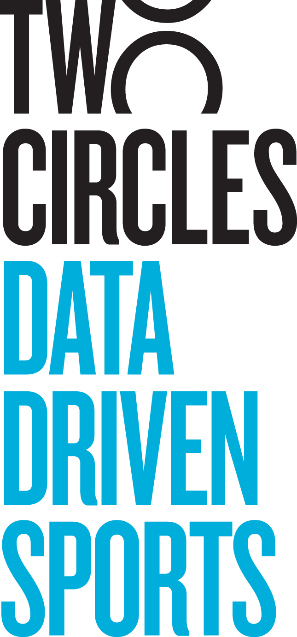 TWO
CIRCLES
DATA
DRIVEN
SPORTS